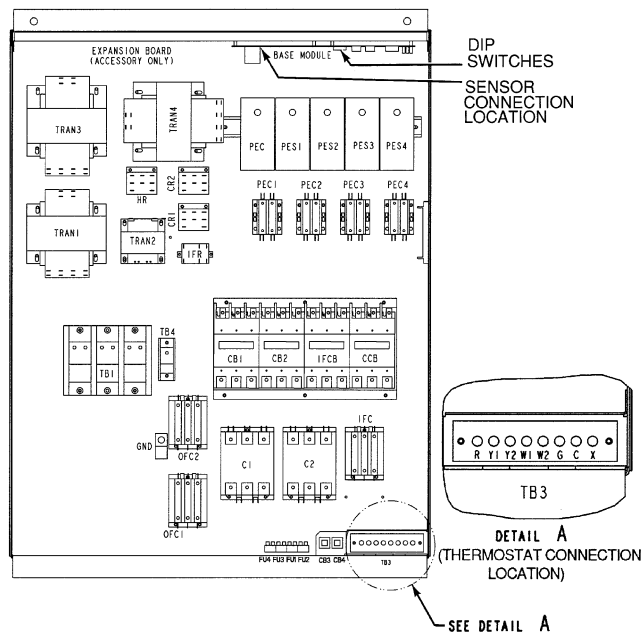 EXPANSION BOARD
(ACCESSORY ONLY)
BASE MODULE
DIP
SWITCHES
SENSOR
CONNECTION
LOCATION
TRAN3
TRAN4
PEC
PES1
PES2
PES3
PES4
HR
CR2
PEC1
PEC2
PEC3
PEC4
TRAN1
TRAN2
CR1
IFR
TB1
TB4
CB1
CB2
IFCB
CCB
GND
OFC2
C1
C2
IFC
OFC1
FU4 FU3 FU1 FU2
CB3 CB4
TB3
R Y1 Y2 W1 W2 G C X
TB3
DETAIL A
(THERMOSTAT CONNECTION
LOCATION)
SEE DETAIL A